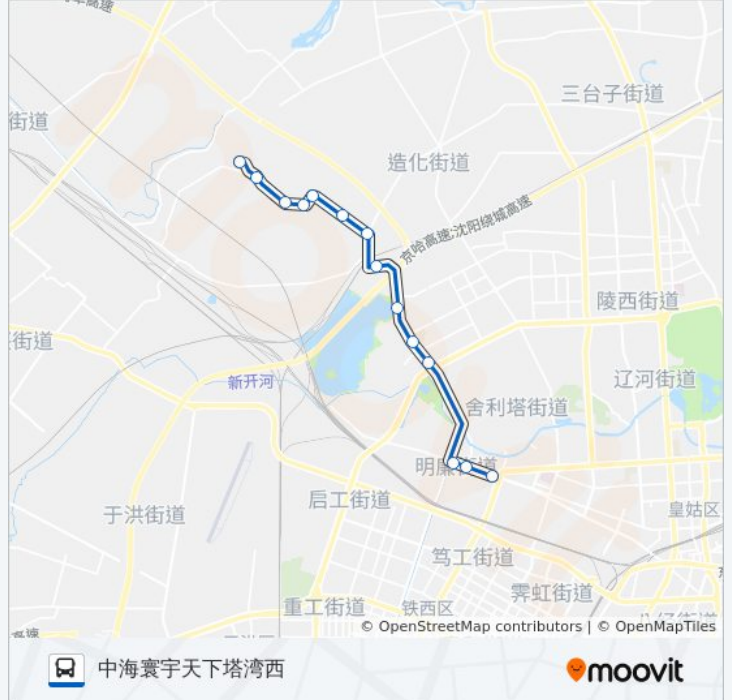 三台子街道
街道
造化街道
京哈高速;沈阳绕城高速
陵西街道
街道
辽河街道
新开河
舍利塔街道
明廉街道
启工街道
于洪街道
皇姑区
笃工街道
霁虹街道
重工街道
铁西区
© OpenStreetMap contributors | © OpenMapTiles
中海寰宇天下塔湾西
moovit